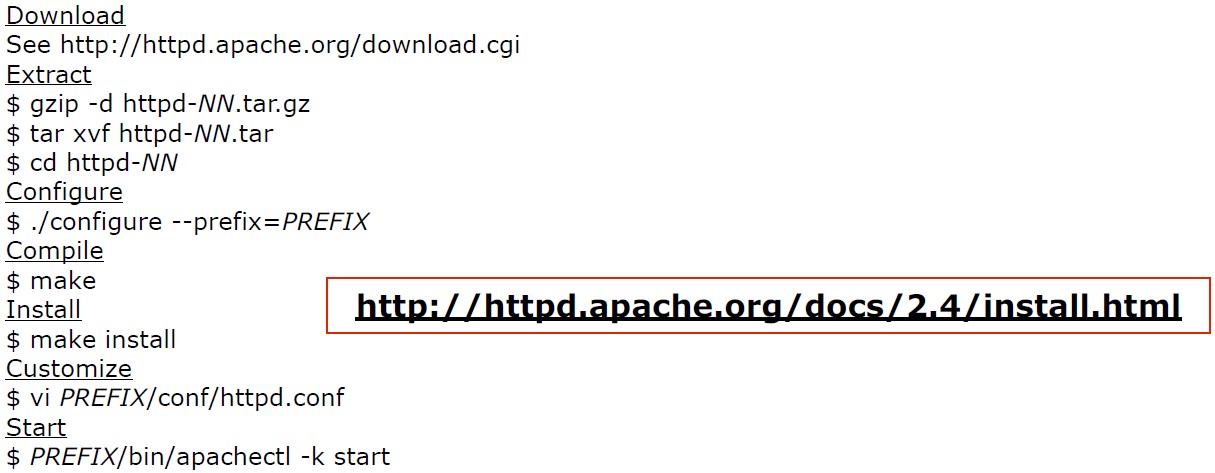 Download
See http://httpd.apache.org/download.cgi
Extract
$ gzip -d httpd-NN.tar.gz
$ tar xvf httpd-NN.tar
$ cd httpd-NN
Configure
$ ./configure --prefix=PREFIX
Compile
$ make
Install
$ make install
Customize
$ vi PREFIX/conf/httpd.conf
Start
$ PREFIX/bin/apachectl -k start
http://httpd.apache.org/docs/2.4/install.html